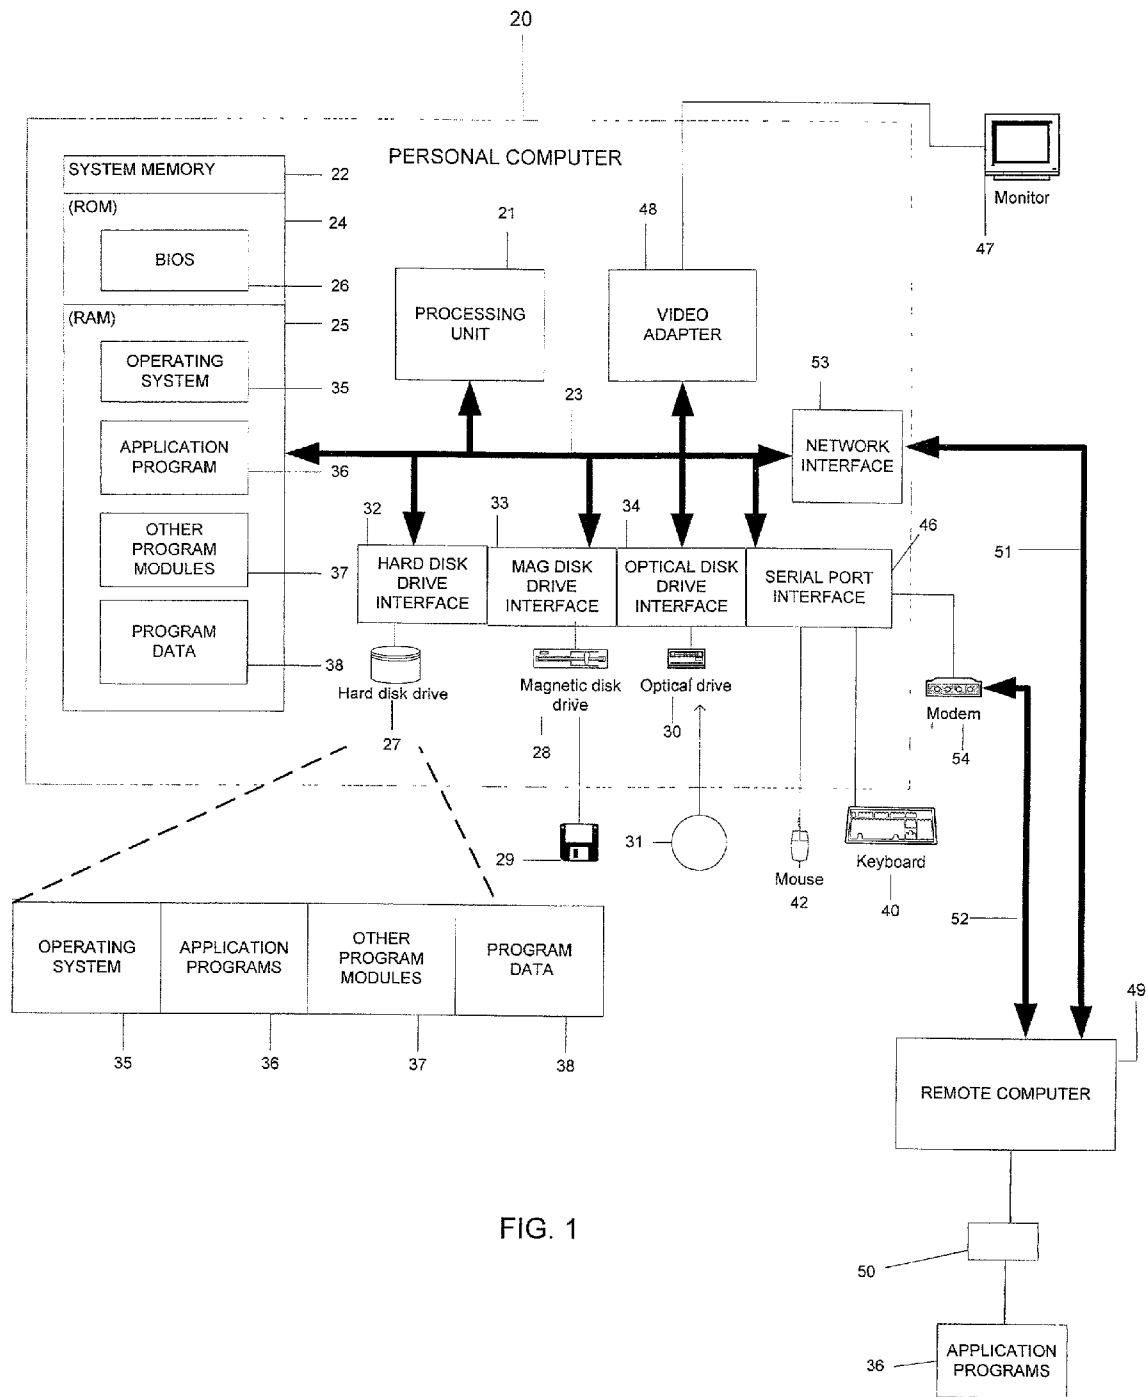 20
PERSONAL COMPUTER
SYSTEM MEMORY
22
(ROM)
24
BIOS
26
(RAM)
25
OPERATING
SYSTEM
35
APPLICATION
PROGRAM
36
OTHER
PROGRAM
MODULES
37
PROGRAM
DATA
38
21
PROCESSING
UNIT
48
VIDEO
ADAPTER
Monitor
47
23
53
NETWORK
INTERFACE
32
HARD DISK
DRIVE
INTERFACE
33
MAG DISK
DRIVE
INTERFACE
34
OPTICAL DISK
DRIVE
INTERFACE
46
SERIAL PORT
INTERFACE
51
Hard disk drive
27
Magnetic disk
drive
28
Optical drive
30
Modem
54
29
31
Mouse
42
Keyboard
40
52
OPERATING
SYSTEM
APPLICATION
PROGRAMS
OTHER
PROGRAM
MODULES
PROGRAM
DATA
35
36
37
38
49
REMOTE COMPUTER
50
36
APPLICATION
PROGRAMS
FIG. 1